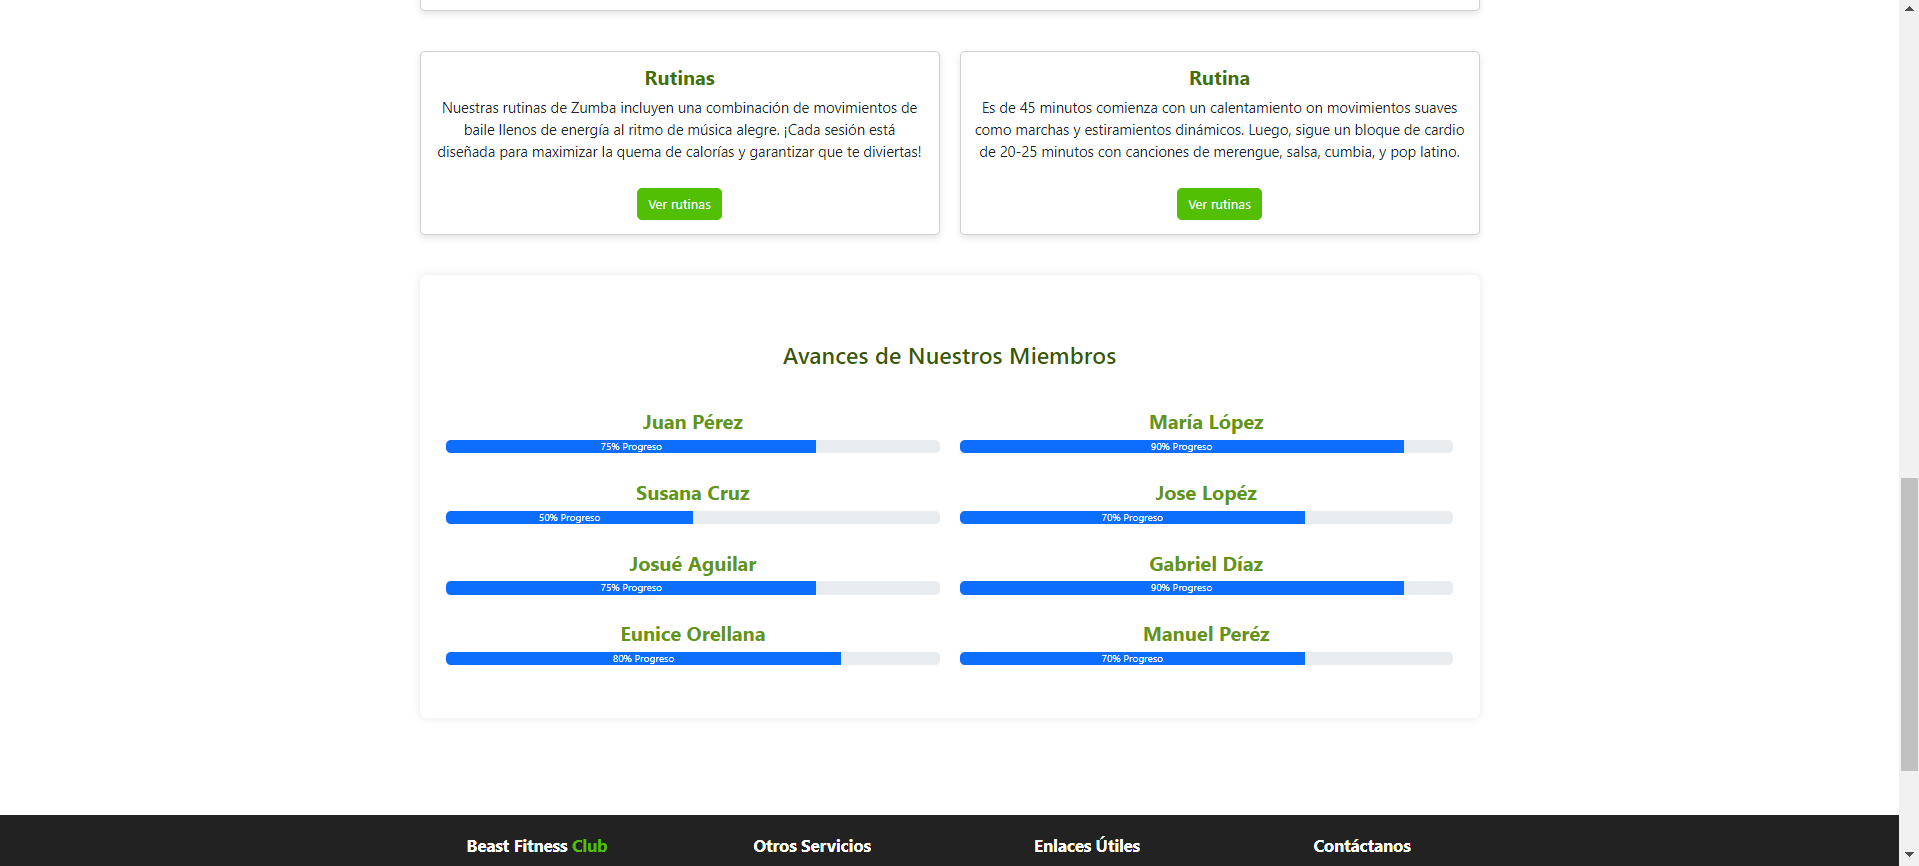 Rutinas
Nuestras rutinas de Zumba incluyen una combinación de movimientos de
baile llenos de energía al ritmo de música alegre. ¡Cada sesión está
diseñada para maximizar la quema de calorías y garantizar que te diviertas!
Ver rutinas
Rutina
Es de 45 minutos comienza con un calentamiento on movimientos suaves
como marchas y estiramientos dinámicos. Luego, sigue un bloque de cardio
de 20-25 minutos con canciones de merengue, salsa, cumbia, y pop latino.
Ver rutinas
Avances de Nuestros Miembros
Juan Pérez
75% Progreso
María López
90% Progreso
Susana Cruz
50% Progreso
Jose Lopéz
70% Progreso
Josué Aguilar
75% Progreso
Gabriel Díaz
90% Progreso
Eunice Orellana
80% Progreso
Manuel Peréz
70% Progreso
Beast Fitness Club
Otros Servicios
Enlaces Útiles
Contáctanos